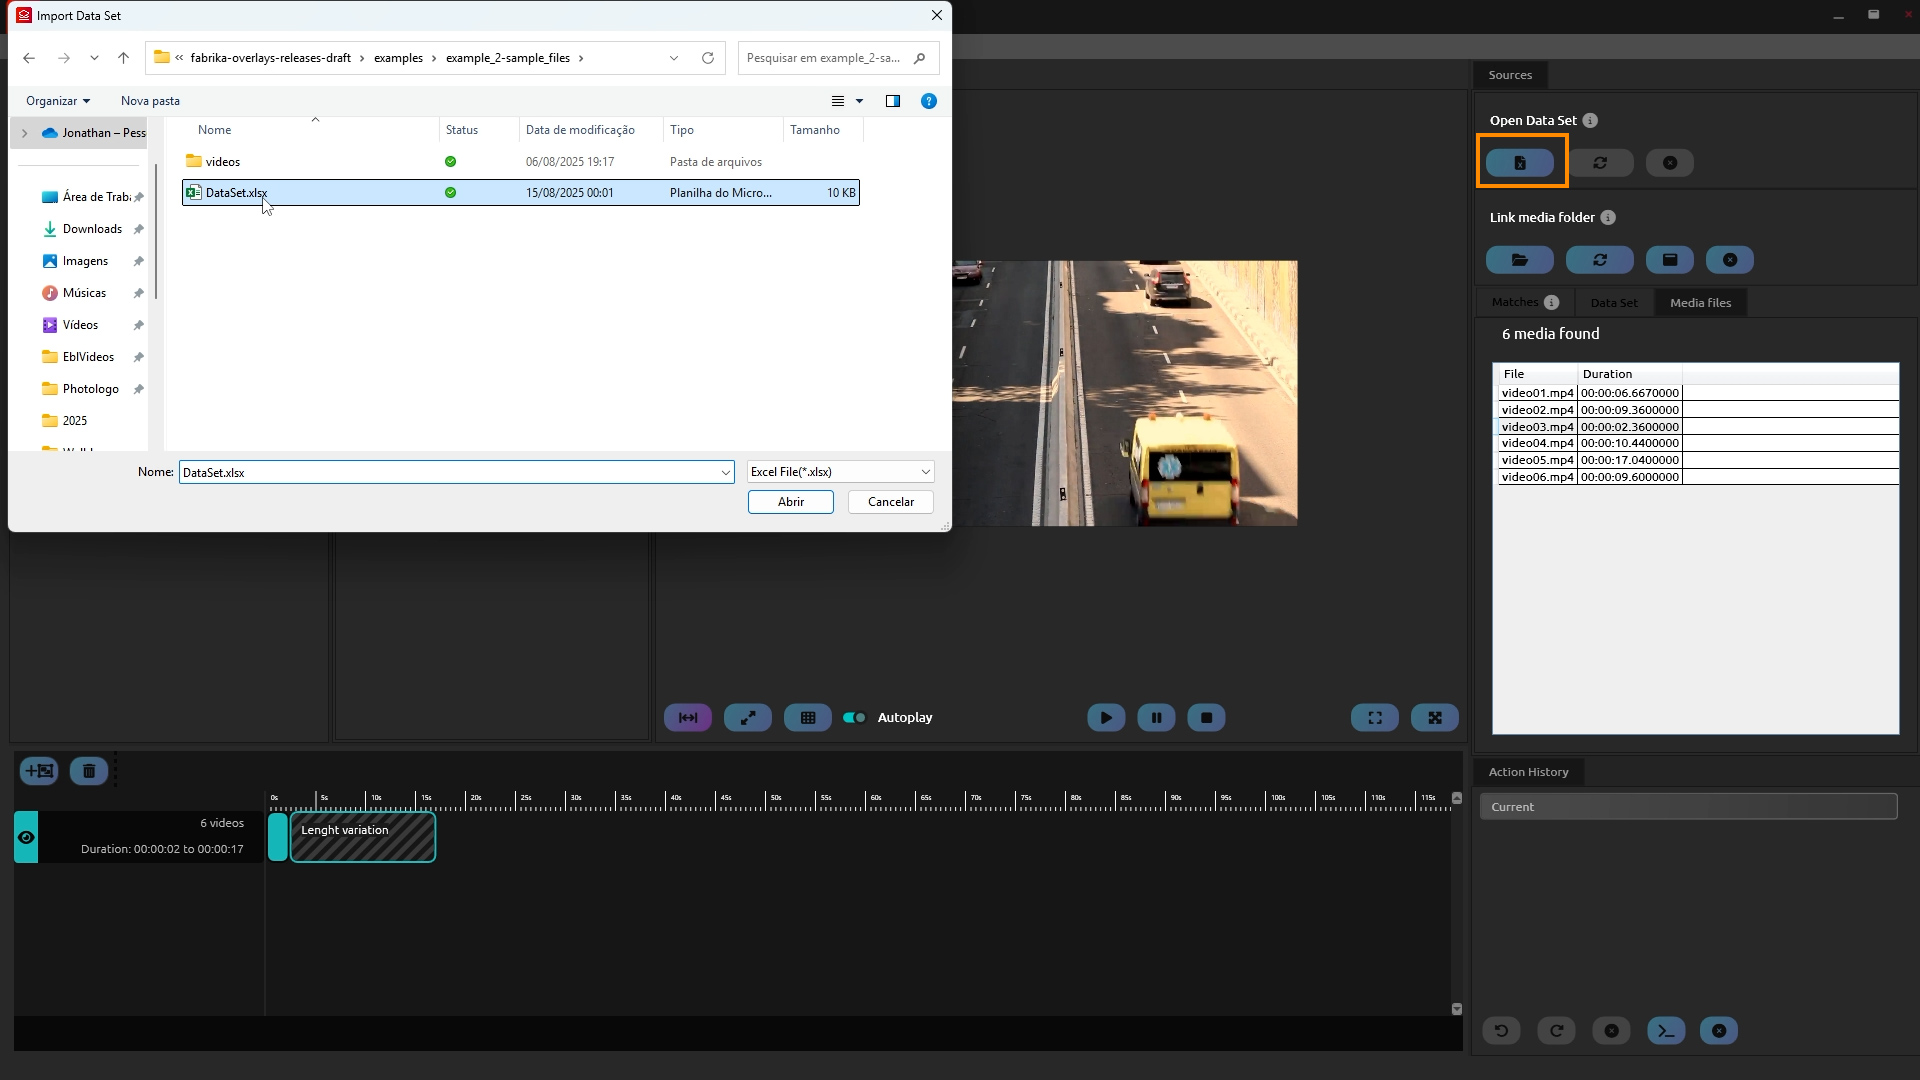 Import Data Set
« fabrika-overlays-releases-draft › examples › example_2-sample_files ›
Pesquisar em example_2-sa...
Organizar
Nova pasta
Jonathan – Pess
Área de Trab
Downloads
Imagens
Músicas
Vídeos
EblVideos
Photologo
2025
Nome Status Data de modificação Tipo Tamanho
videos 06/08/2025 19:17 Pasta de arquivos
DataSet.xlsx 15/08/2025 00:01 Planilha do Micro... 10 KB
Nome: DataSet.xlsx
Excel File(*.xlsx)
Abrir
Cancelar
Sources
Open Data Set
Link media folder
Matches
Data Set
Media files
6 media found
File Duration
video01.mp4 00:00:06.6670000
video02.mp4 00:00:09.3600000
video03.mp4 00:00:02.3600000
video04.mp4 00:00:10.4400000
video05.mp4 00:00:17.0400000
video06.mp4 00:00:09.6000000
Autoplay
0s 5s 10s 15s 20s 25s 30s 35s 40s 45s 50s 55s 60s 65s 70s 75s 80s 85s 90s 95s 100s 105s 110s 115s
6 videos
Duration: 00:00:02 to 00:00:17
Lenght variation
Action History
Current